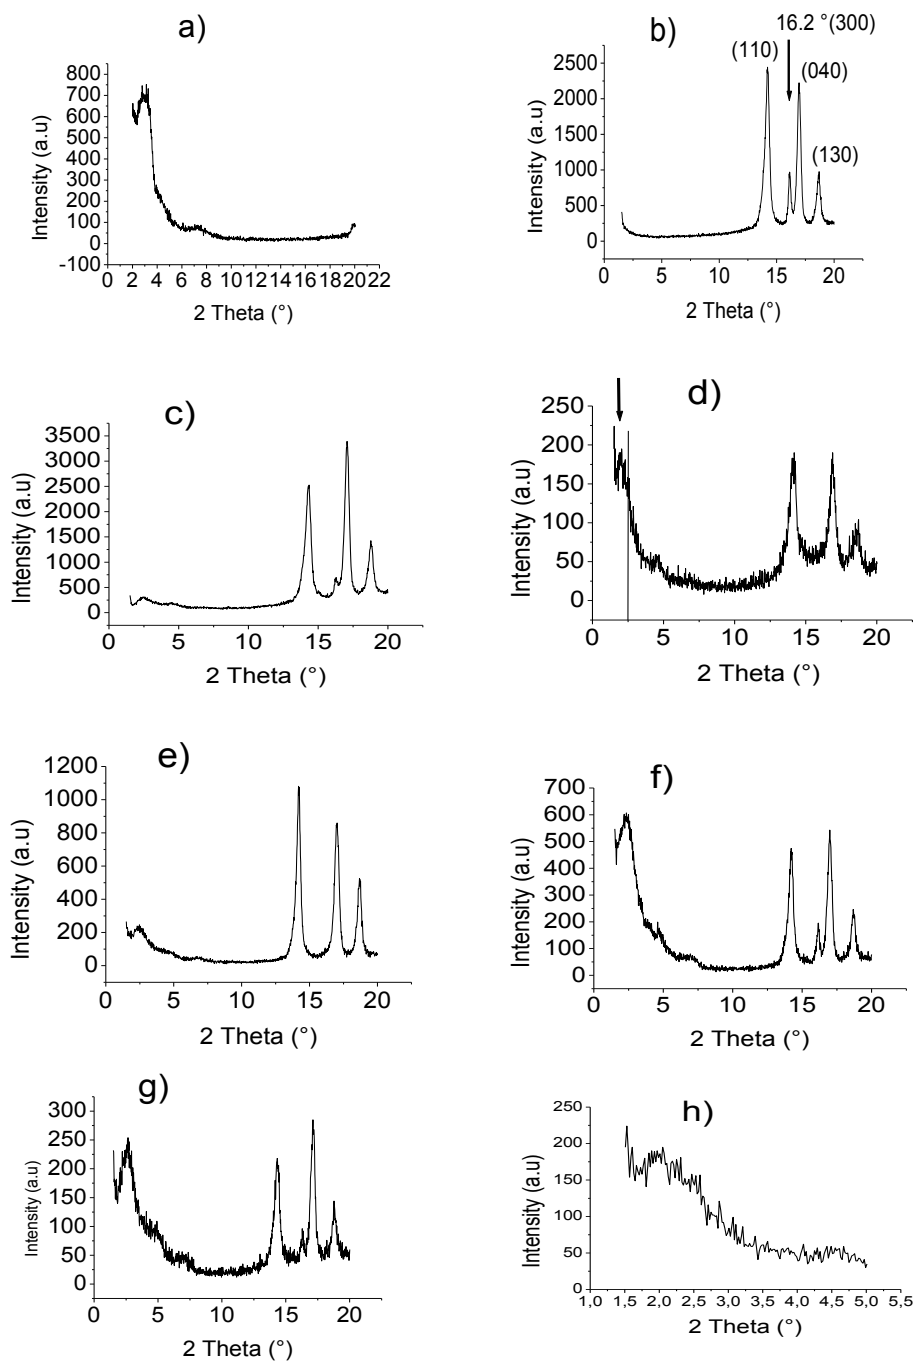 a)
800
700
600
500
400
300
200
100
0
-100
0 2 4 6 8 10 12 14 16 18 20 22
Intensity (a.u)
2 Theta (°)
b)
16.2 °(300)
(110)
(040)
(130)
2500
2000
1500
1000
500
0
0 5 10 15 20
Intensity (a.u)
2 Theta (°)
c)
3500
3000
2500
2000
1500
1000
500
0
0 5 10 15 20
Intensity (a.u)
2 Theta (°)
d)
250
200
150
100
50
0
0 5 10 15 20
Intensity (a.u)
2 Theta (°)
e)
1200
1000
800
600
400
200
0
0 5 10 15 20
Intensity (a.u)
2 Theta (°)
f)
700
600
500
400
300
200
100
0
0 5 10 15 20
Intensity (a.u)
2 Theta (°)
g)
300
250
200
150
100
50
0
0 5 10 15 20
Intensity (a.u)
2 Theta (°)
h)
250
200
150
100
50
0
1,0 1,5 2,0 2,5 3,0 3,5 4,0 4,5 5,0 5,5
Intensity (a.u)
2 Theta (°)